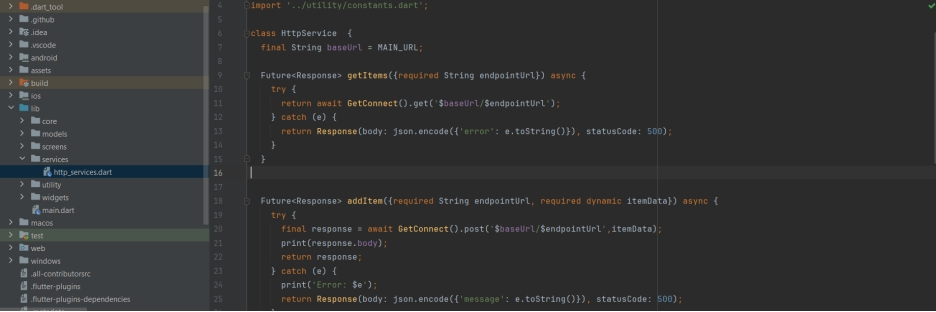 .dart_tool
.github
.idea
.vscode
android
assets
build
ios
lib
core
models
screens
services
http_services.dart
utility
widgets
main.dart
macos
test
web
windows
.all-contributorsrc
.flutter-plugins
.flutter-plugins-dependencies
4 import '../utility/constants.dart';
5
6 class HttpService  {
7 final String baseUrl = MAIN_URL;
8
9 Future<Response> getItems({required String endpointUrl}) async {
10 try {
11 return await GetConnect().get('$baseUrl/$endpointUrl');
12 } catch (e) {
13 return Response(body: json.encode({'error': e.toString()}), statusCode: 500);
14 }
15 }
16
17
18 Future<Response> addItem({required String endpointUrl, required dynamic itemData}) async {
19 try {
20 final response = await GetConnect().post('$baseUrl/$endpointUrl',itemData);
21 print(response.body);
22 return response;
23 } catch (e) {
24 print('Error: $e');
25 return Response(body: json.encode({'message': e.toString()}), statusCode: 500);